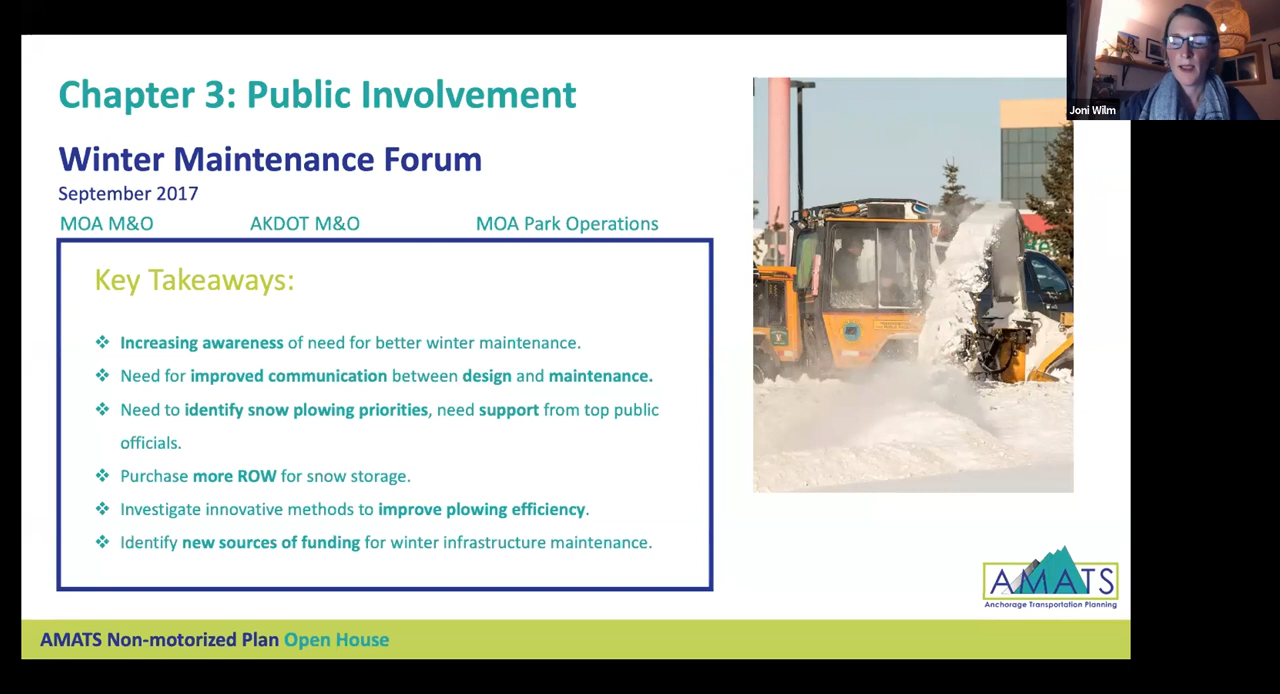 Chapter 3: Public Involvement
Joni Wilm
Winter Maintenance Forum
September 2017
MOA M&O AKDOT M&O MOA Park Operations
Key Takeaways:
❖ Increasing awareness of need for better winter maintenance.
❖ Need for improved communication between design and maintenance.
❖ Need to identify snow plowing priorities, need support from top public
officials.
❖ Purchase more ROW for snow storage.
❖ Investigate innovative methods to improve plowing efficiency.
❖ Identify new sources of funding for winter infrastructure maintenance.
AMATS
Anchorage Transportation Planning
AMATS Non-motorized Plan Open House